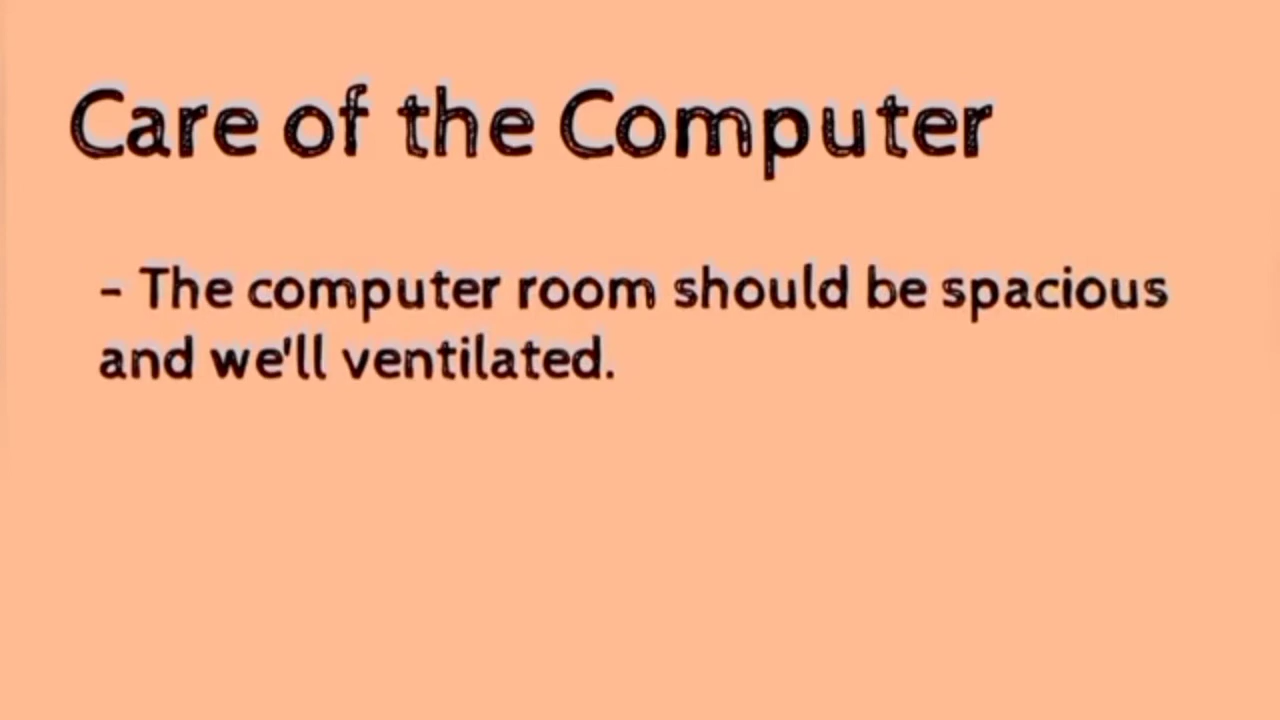 Care of the Computer
- The computer room should be spacious
and we'll ventilated.